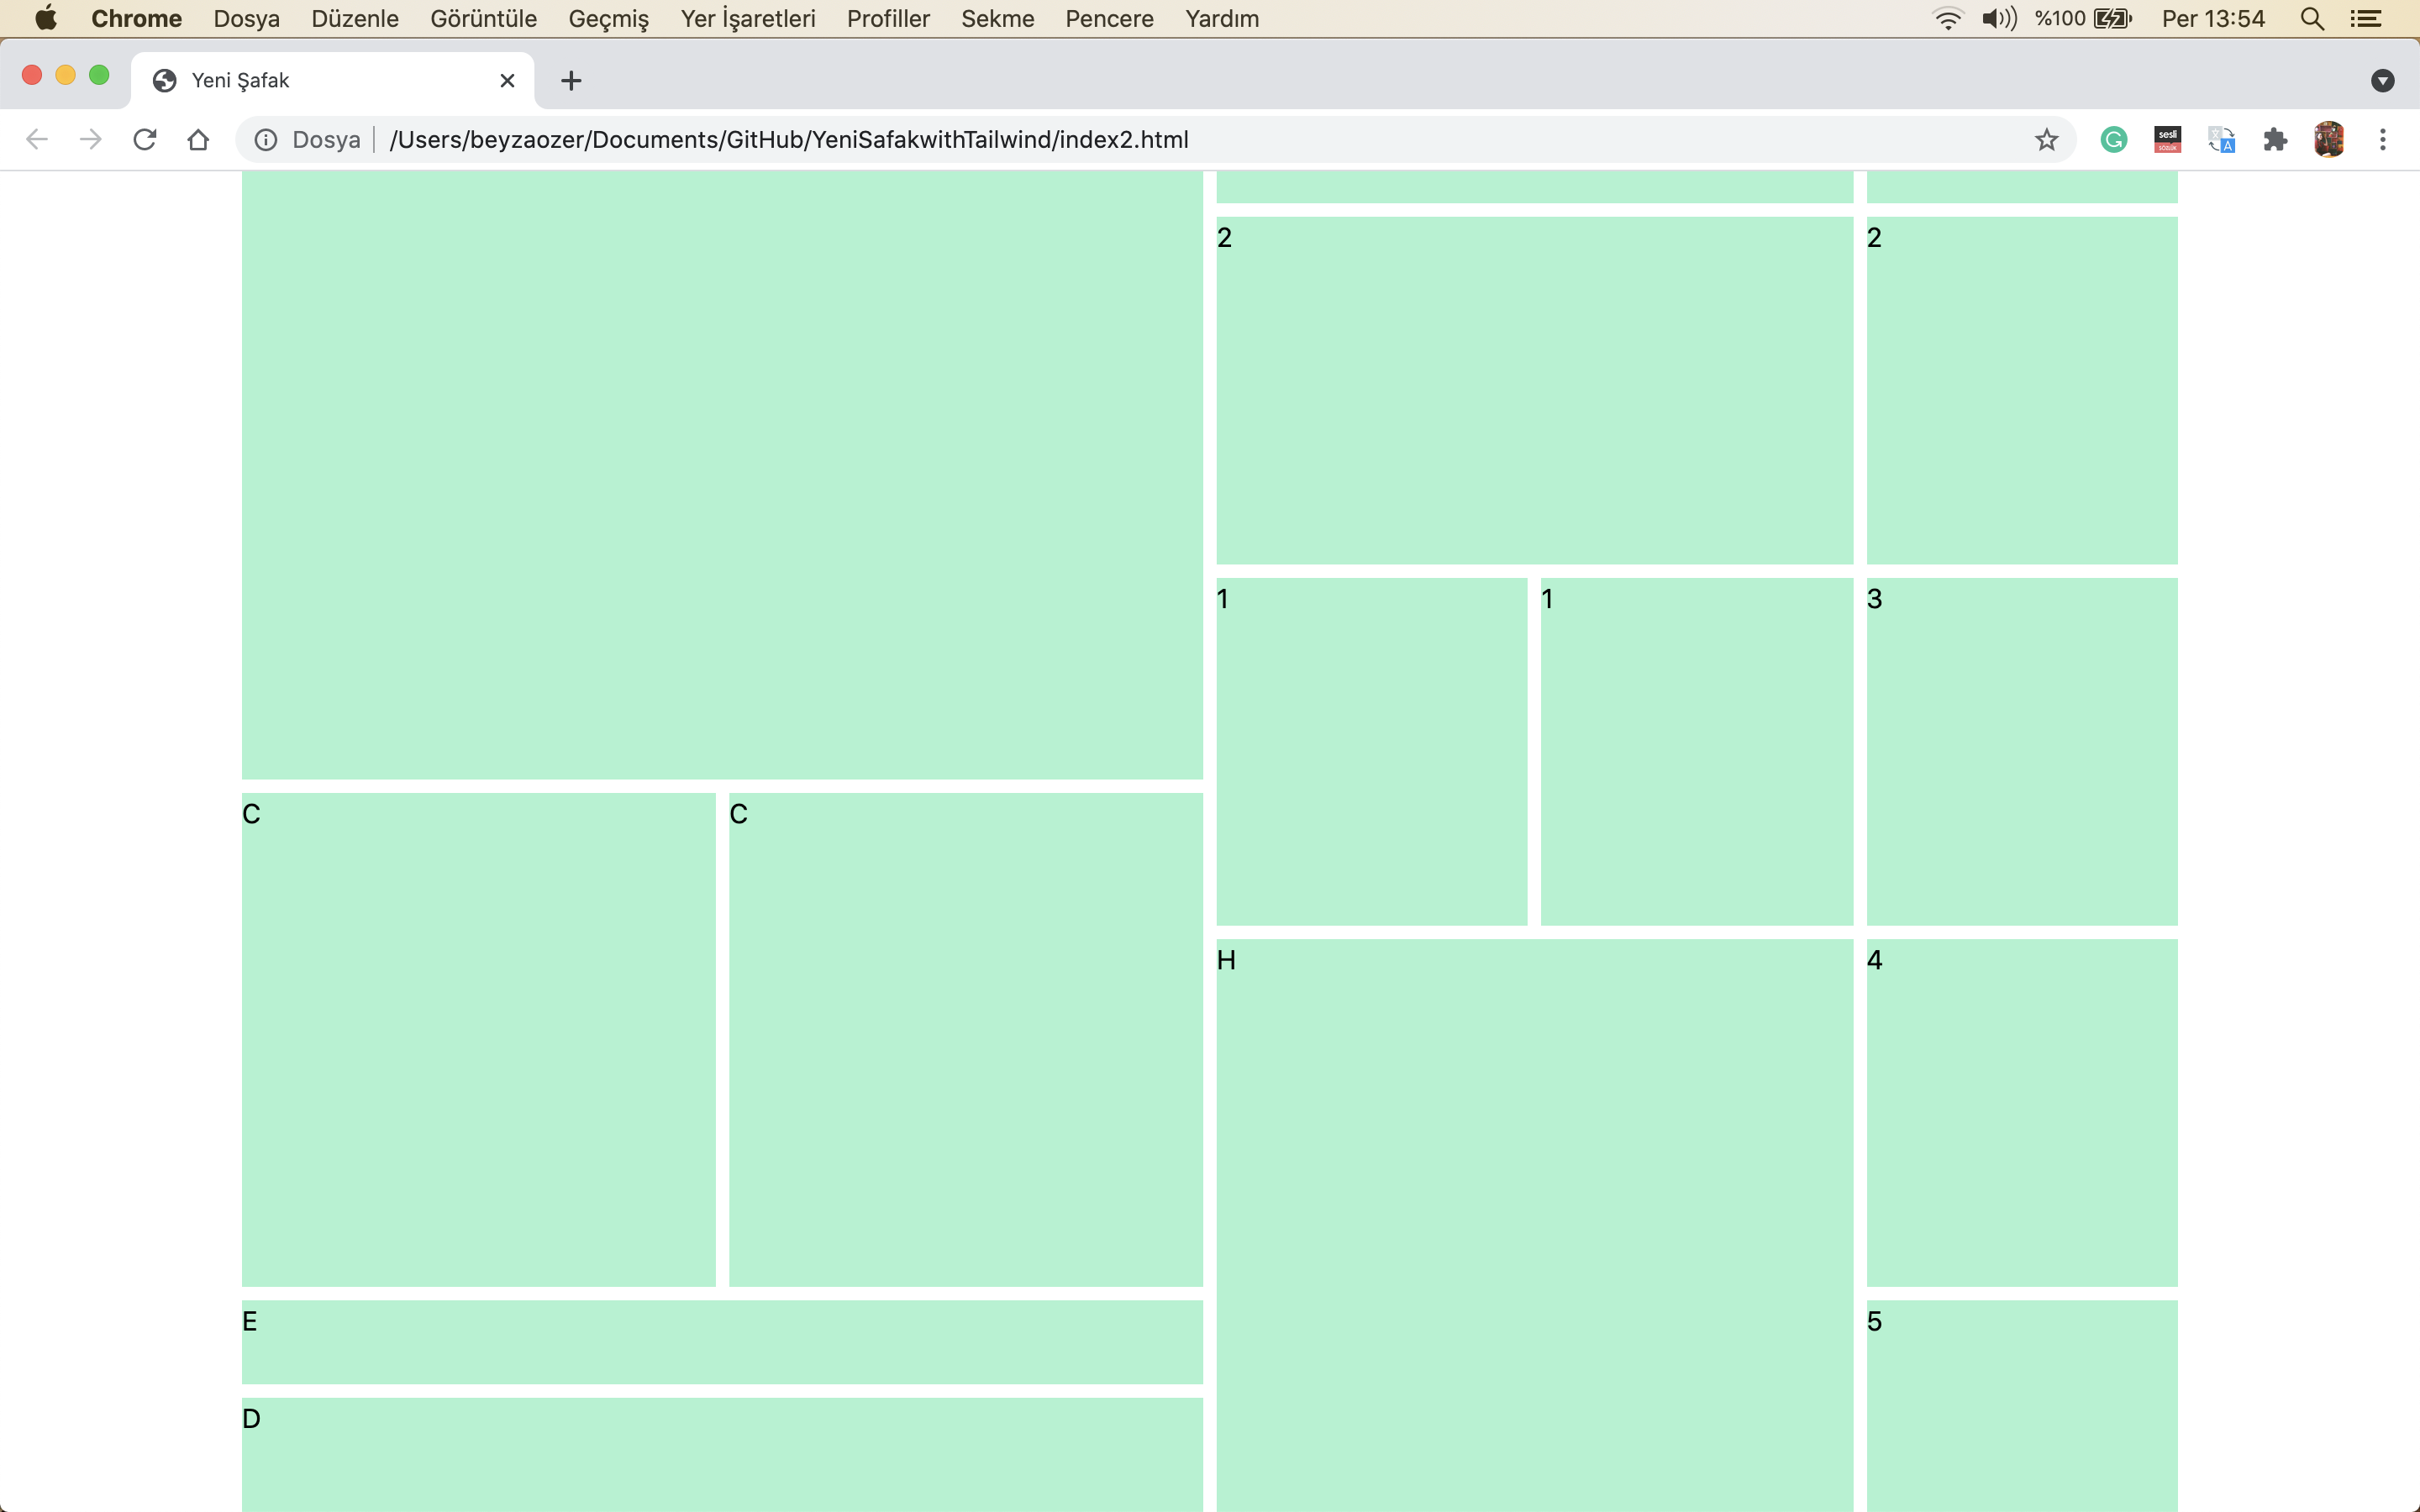 Chrome Dosya Düzenle Görüntüle Geçmiş Yer İşaretleri Profiller Sekme Pencere Yardım %100 Per 13:54
Yeni Şafak
Dosya /Users/beyzaozer/Documents/GitHub/YeniSafakwithTailwind/index2.html
sesli
SÖZLÜK
2 2
1 1 3
C C
H 4
E 5
D